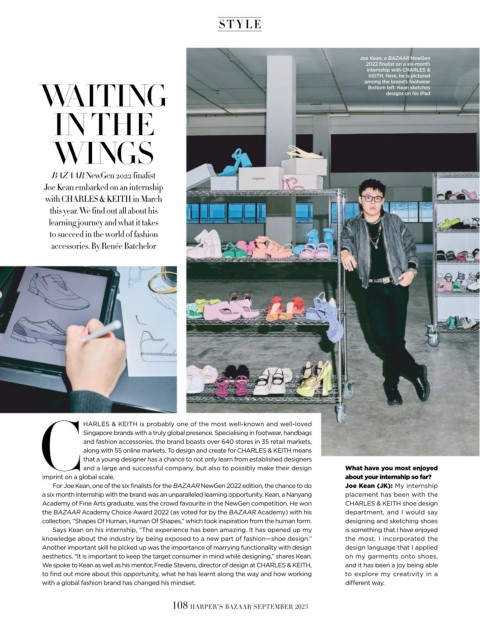 STYLE
Joe Kean, a BAZAAR NewGen
2022 finalist on a six-month
internship with CHARLES &
KEITH. Here, he is pictured
among the brand's footwear
Bottom left: Kean sketches
designs on his iPad
WAITING
IN THE
WINGS
BAZAAR NewGen 2022 finalist
Joe Kean embarked on an internship
with CHARLES & KEITH in March
this year. We find out all about his
learning journey and what it takes
to succeed in the world of fashion
accessories. By Renée Batchelor
CHARLES & KEITH is probably one of the most well-known and well-loved
Singapore brands with a truly global presence. Specialising in footwear, handbags
and fashion accessories, the brand boasts over 640 stores in 35 retail markets,
along with 55 online markets. To design and create for CHARLES & KEITH means
that a young designer has a chance to not only learn from established designers
and a large and successful company, but also to possibly make their design
imprint on a global scale.
For Joe Kean, one of six finalists for the BAZAAR NewGen 2022 edition, the chance to do
a six month internship with the brand was an unparalleled learning opportunity. Kean, a Nanyang
Academy of Fine Arts graduate, was the crowd favourite in the NewGen competition. He won
the BAZAAR Academy Choice Award 2022 (as voted for by the BAZAAR Academy) with his
collection, "Shapes Of Human, Human Of Shapes," which took inspiration from the human form.
Says Kean on his internship, "The experience has been amazing. It has opened up my
knowledge about the industry by being exposed to a new part of fashion—shoe design."
Another important skill he picked up was the importance of marrying functionality with design
aesthetics. "It is important to keep the target consumer in mind while designing," shares Kean.
We spoke to Kean as well as his mentor, Fredie Stevens, director of design at CHARLES & KEITH,
to find out more about this opportunity, what he has learnt along the way and how working
with a global fashion brand has changed his mindset.
What have you most enjoyed
about your internship so far?
Joe Kean (JK): My internship
placement has been with the
CHARLES & KEITH shoe design
department, and I would say
designing and sketching shoes
is something that I have enjoyed
the most. I incorporated the
design language that I applied
on my garments onto shoes,
and it has been a joy being able
to explore my creativity in a
different way.
108 HARPER'S BAZAAR SEPTEMBER 2023